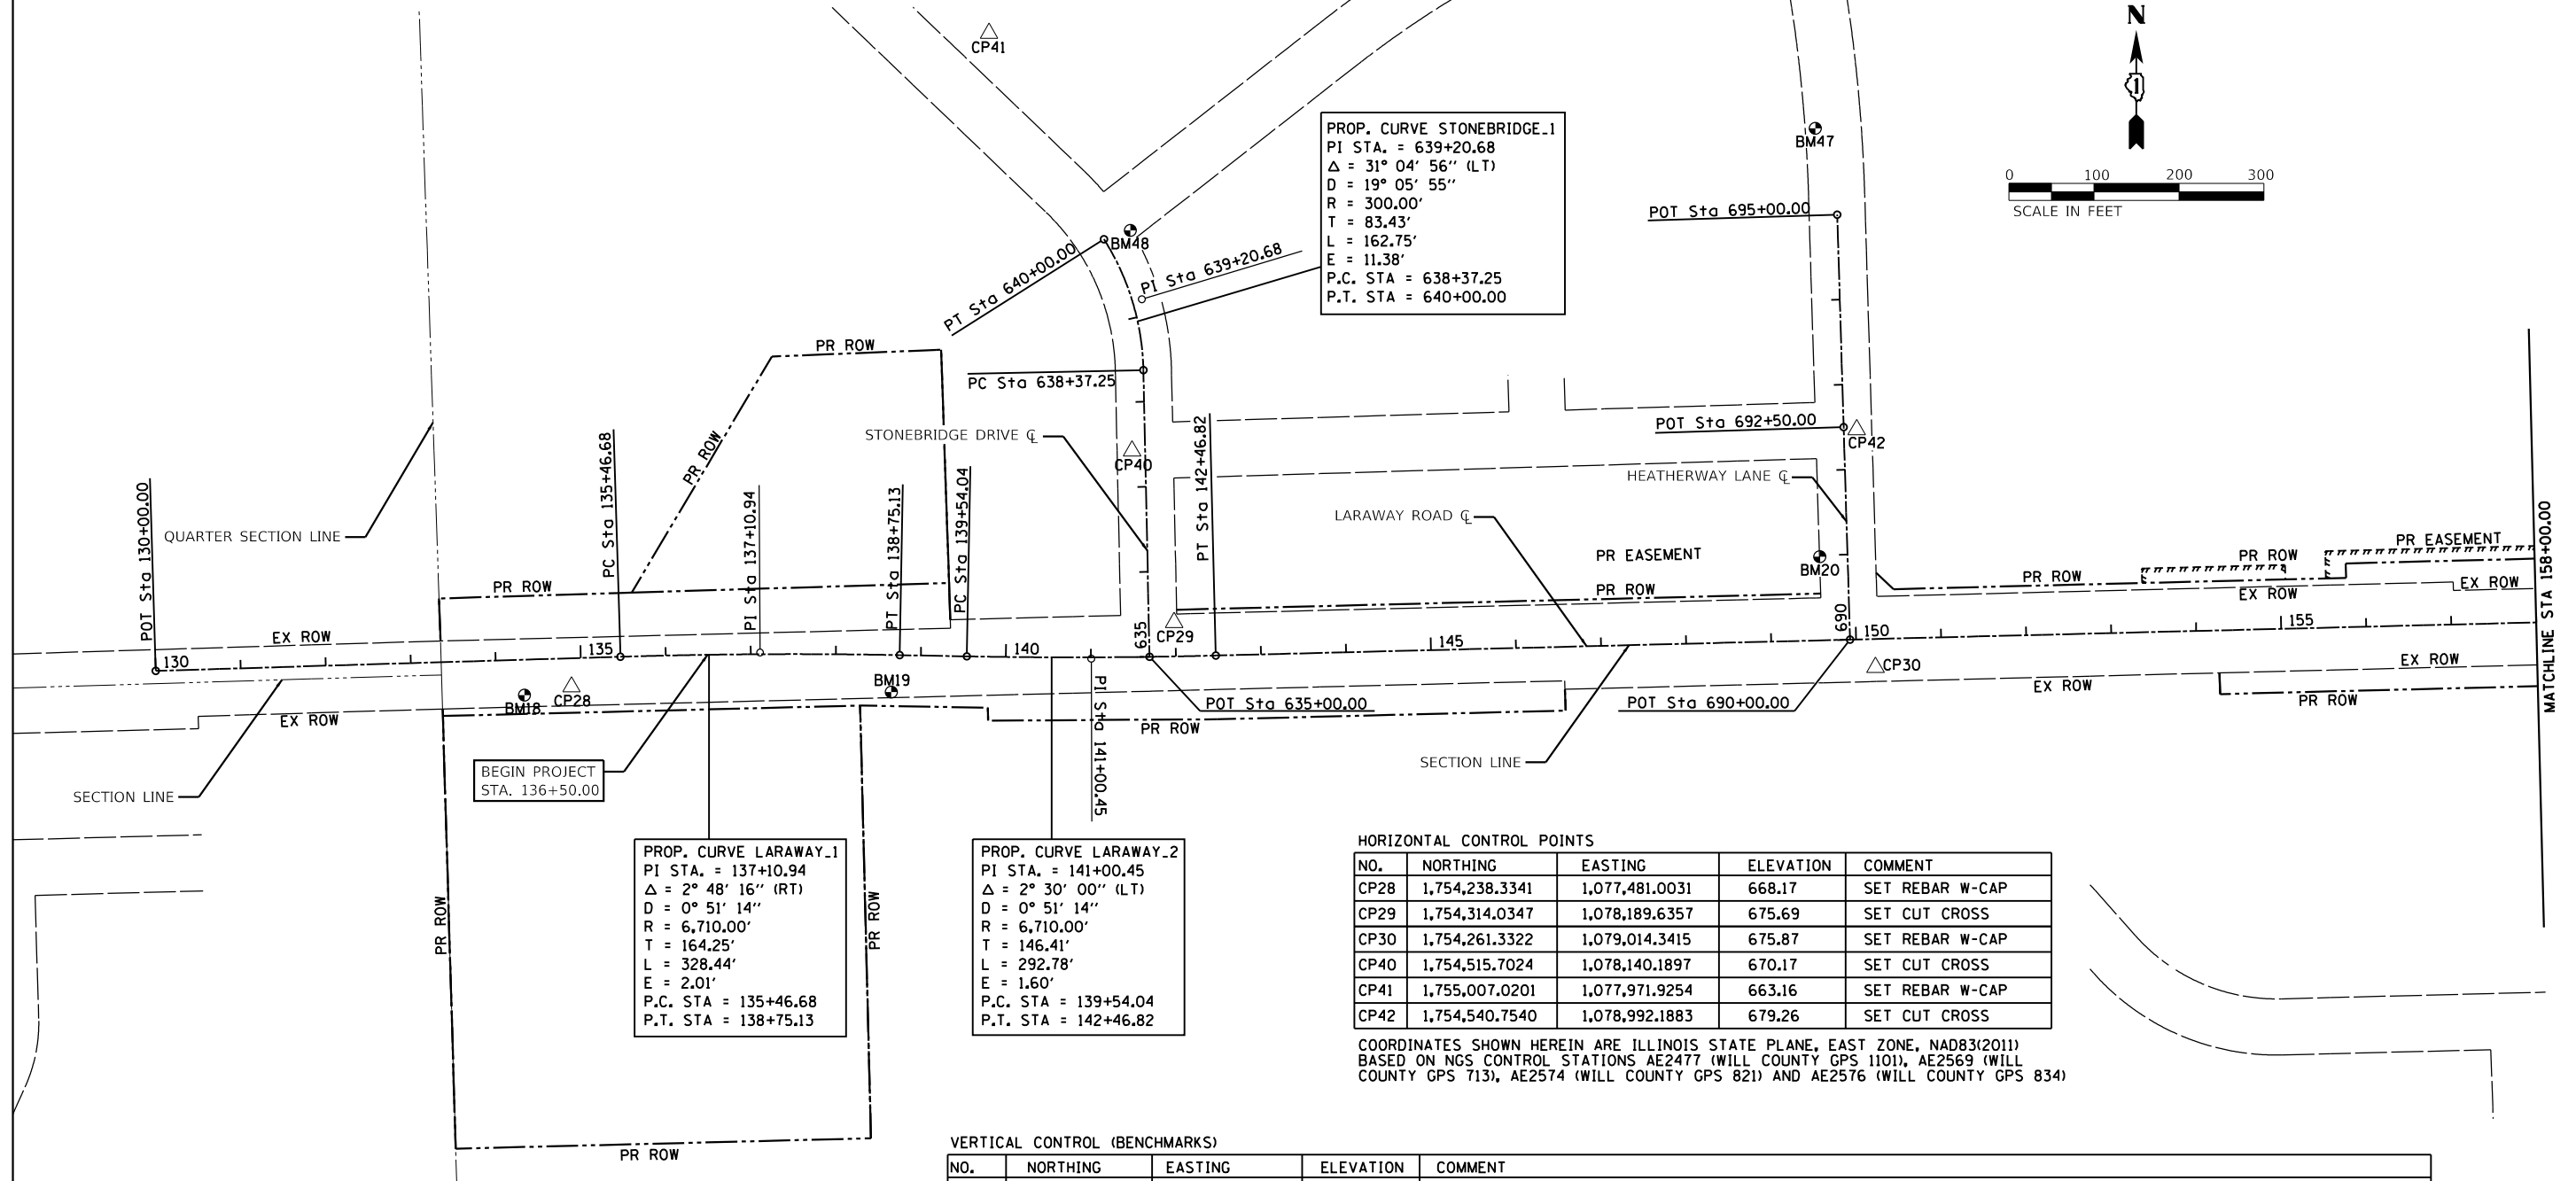 N
CP41
PROP. CURVE STONEBRIDGE_1
PI STA. = 639+20.68
Δ = 31° 04' 56'' (LT)
D = 19° 05' 55''
R = 300.00'
T = 83.43'
L = 162.75'
E = 11.38'
P.C. STA = 638+37.25
P.T. STA = 640+00.00
BM47
0 100 200 300
SCALE IN FEET
POT Sta 695+00.00
BM48
PI Sta 639+20.68
PT Sta 640+00.00
PR ROW
PC Sta 638+37.25
PR ROW
STONEBRIDGE DRIVE ℄
CP40
PT Sta 142+46.82
POT Sta 692+50.00
CP42
HEATHERWAY LANE ℄
LARAWAY ROAD ℄
QUARTER SECTION LINE
POT Sta 130+00.00
PC Sta 135+46.68
PI Sta 137+10.94
PT Sta 138+75.13
PC Sta 139+54.04
PR EASEMENT
PR ROW
BM20
PR ROW
PR ROW
PR ROW
PR EASEMENT
EX ROW
EX ROW
MATCHLINE STA 158+00.00
EX ROW
CP29
635
690
130
135
140
145
150
155
BM18
CP28
BM19
CP30
EX ROW
EX ROW
EX ROW
PR ROW
PI Sta 141+00.45
POT Sta 635+00.00
POT Sta 690+00.00
PR ROW
SECTION LINE
SECTION LINE
BEGIN PROJECT
STA. 136+50.00
PROP. CURVE LARAWAY_1
PI STA. = 137+10.94
Δ = 2° 48' 16'' (RT)
D = 0° 51' 14''
R = 6,710.00'
T = 164.25'
L = 328.44'
E = 2.01'
P.C. STA = 135+46.68
P.T. STA = 138+75.13
PROP. CURVE LARAWAY_2
PI STA. = 141+00.45
Δ = 2° 30' 00'' (LT)
D = 0° 51' 14''
R = 6,710.00'
T = 146.41'
L = 292.78'
E = 1.60'
P.C. STA = 139+54.04
P.T. STA = 142+46.82
PR ROW
PR ROW
PR ROW
HORIZONTAL CONTROL POINTS
NO. NORTHING EASTING ELEVATION COMMENT
CP28 1,754,238.3341 1,077,481.0031 668.17 SET REBAR W-CAP
CP29 1,754,314.0347 1,078,189.6357 675.69 SET CUT CROSS
CP30 1,754,261.3322 1,079,014.3415 675.87 SET REBAR W-CAP
CP40 1,754,515.7024 1,078,140.1897 670.17 SET CUT CROSS
CP41 1,755,007.0201 1,077,971.9254 663.16 SET REBAR W-CAP
CP42 1,754,540.7540 1,078,992.1883 679.26 SET CUT CROSS
COORDINATES SHOWN HEREIN ARE ILLINOIS STATE PLANE, EAST ZONE, NAD83(2011)
BASED ON NGS CONTROL STATIONS AE2477 (WILL COUNTY GPS 1101), AE2569 (WILL
COUNTY GPS 713), AE2574 (WILL COUNTY GPS 821) AND AE2576 (WILL COUNTY GPS 834)
VERTICAL CONTROL (BENCHMARKS)
NO. NORTHING EASTING ELEVATION COMMENT